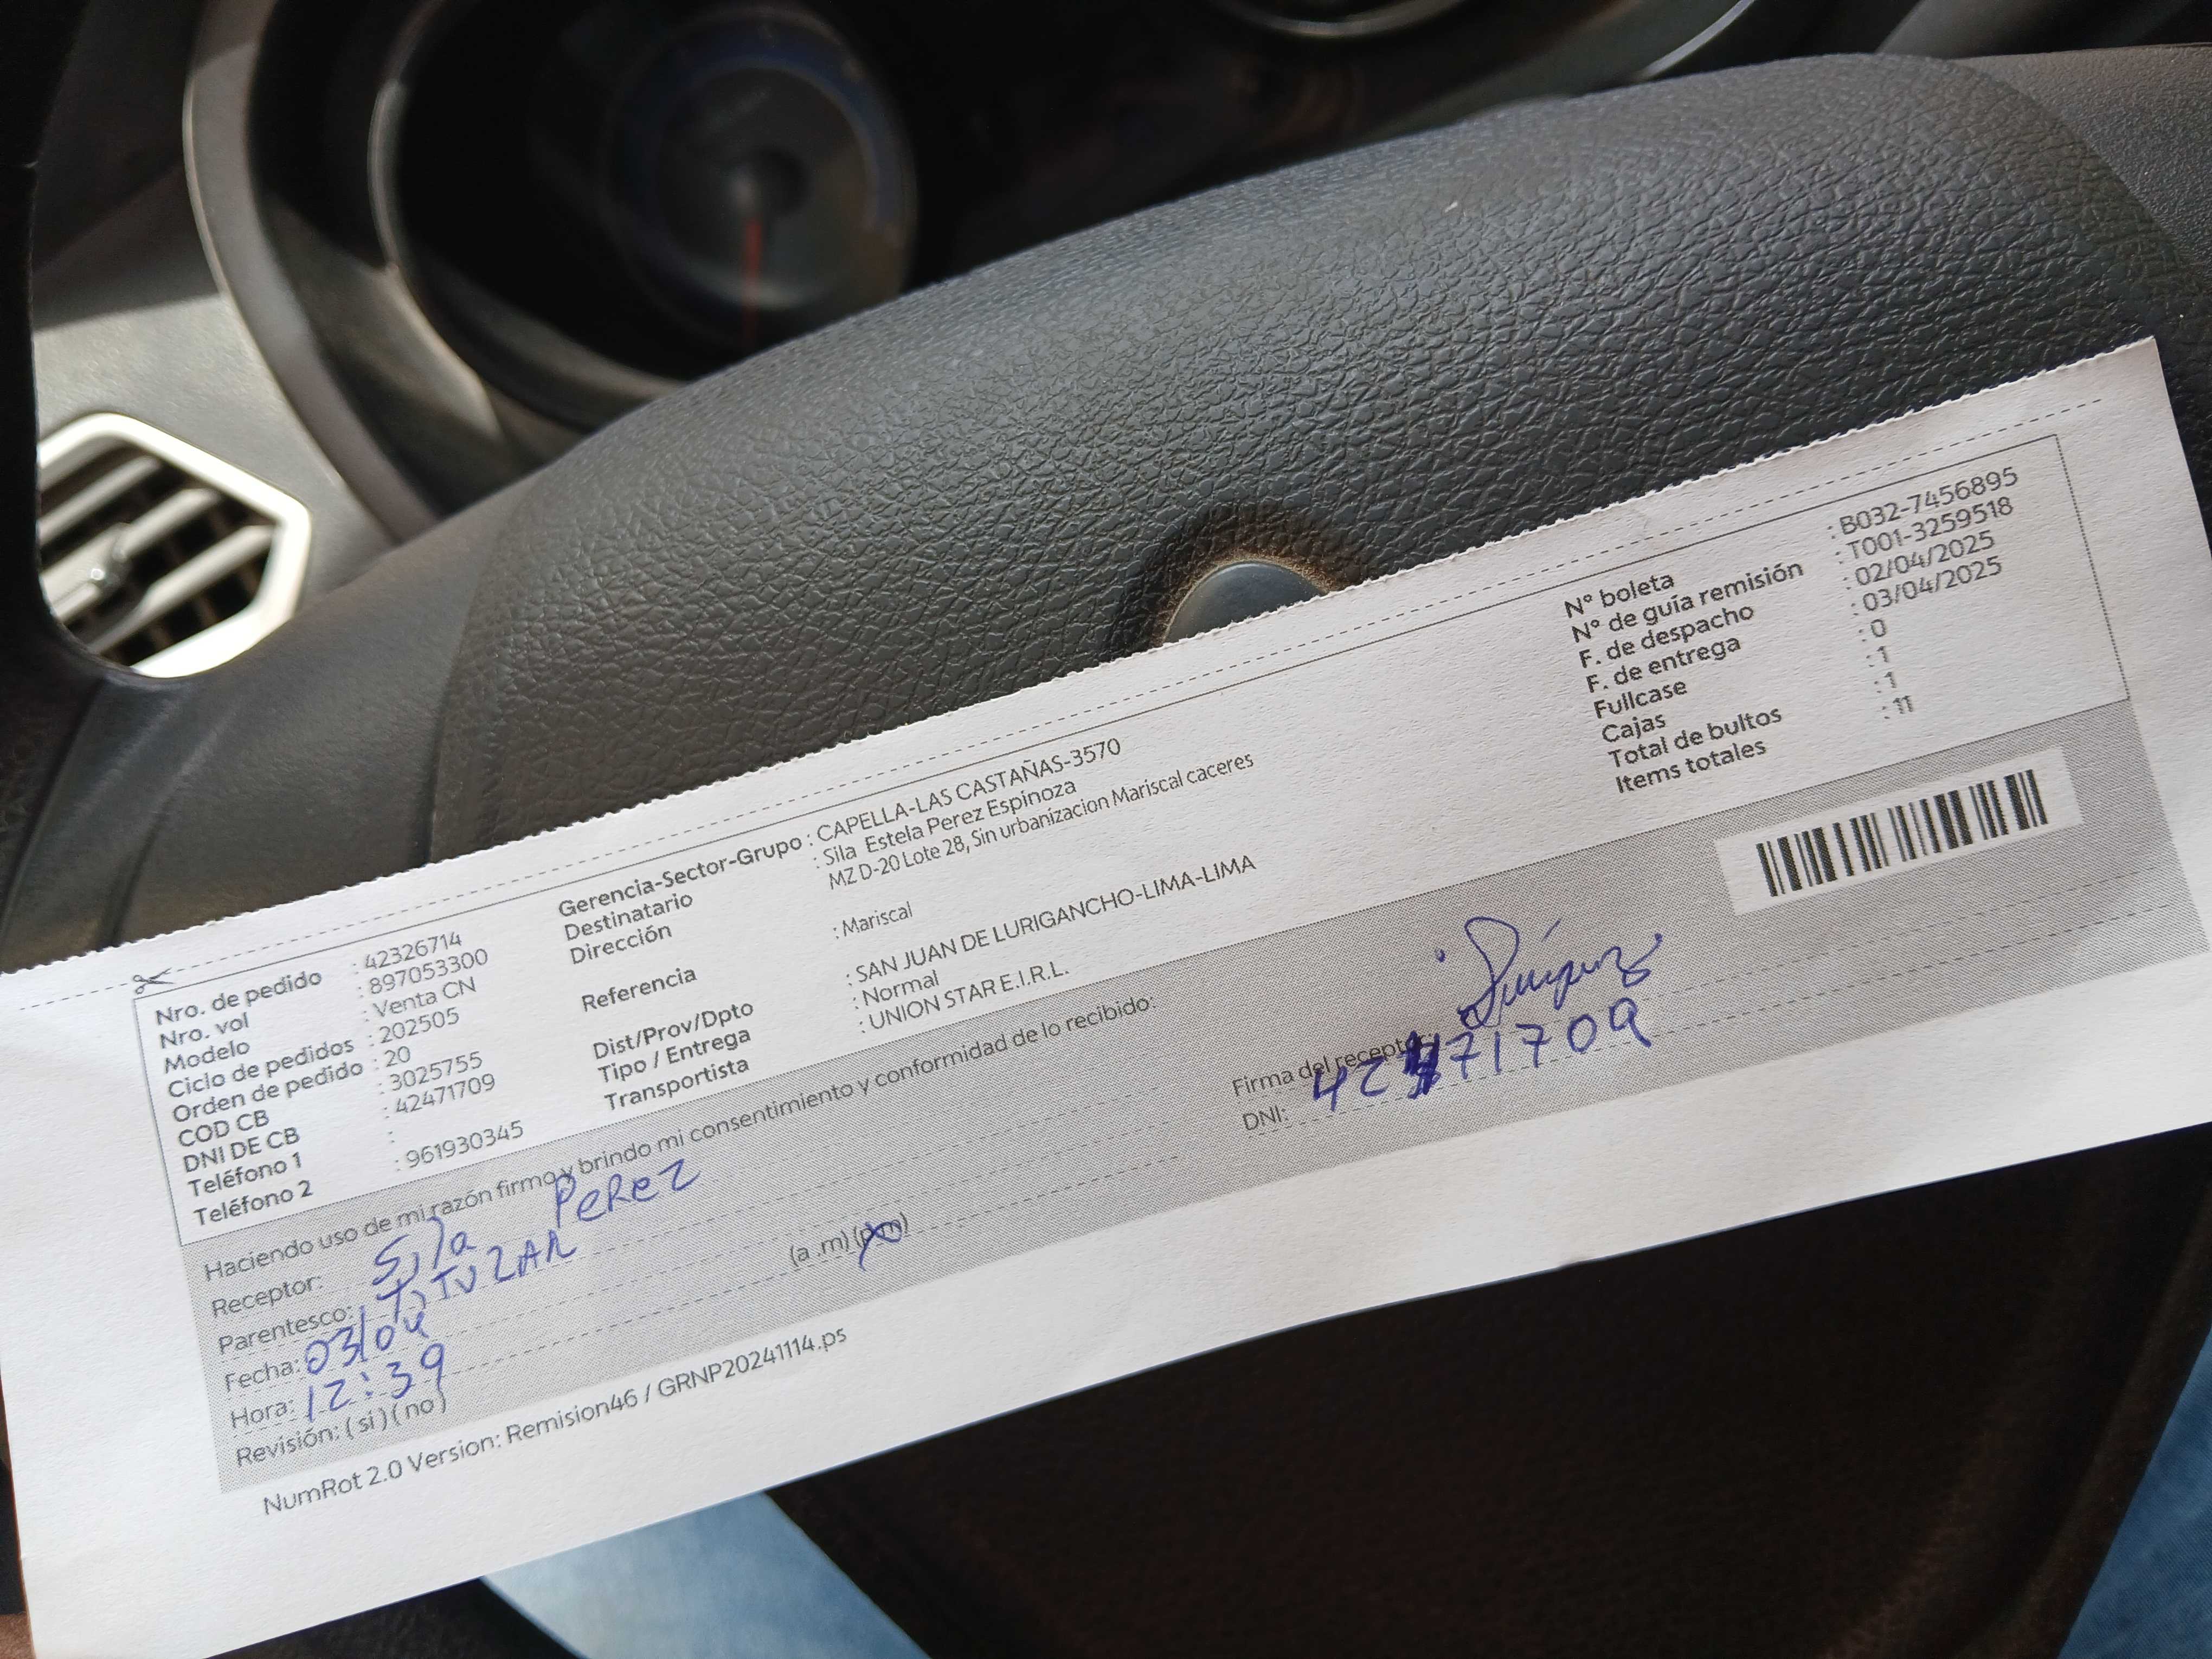 Nro. de pedido : 42326714
Nro. vol : 897053300
Modelo : Venta CN
Ciclo de pedidos : 202505
Orden de pedido : 20
COD CB : 3025755
DNI DE CB : 42471709
Teléfono 1 :
Teléfono 2 : 961930345
Gerencia-Sector-Grupo : CAPELLA-LAS CASTAÑAS-3570
Destinatario : Sila Estela Perez Espinoza
Dirección MZ D-20 Lote 28, Sin urbanizacion Mariscal caceres
Referencia : Mariscal
Dist/Prov/Dpto : SAN JUAN DE LURIGANCHO-LIMA-LIMA
Tipo / Entrega : Normal
Transportista : UNION STAR E.I.R.L.
N° boleta : B032-7456895
N° de guía remisión : T001-3259518
F. de despacho : 02/04/2025
F. de entrega : 03/04/2025
Fullcase : 0
Cajas : 1
Total de bultos : 1
Items totales : 11
Haciendo uso de mi razón firmo y brindo mi consentimiento y conformidad de lo recibido:
Receptor: Sila Perez
Parentesco: TiTULAR
Fecha: 03/04
Hora: 12:39 (a .m) (p.m)
Revisión: ( si ) ( no )
Firma del receptor:
DNI: 42471709
NumRot 2.0 Version: Remision46 / GRNP20241114.ps